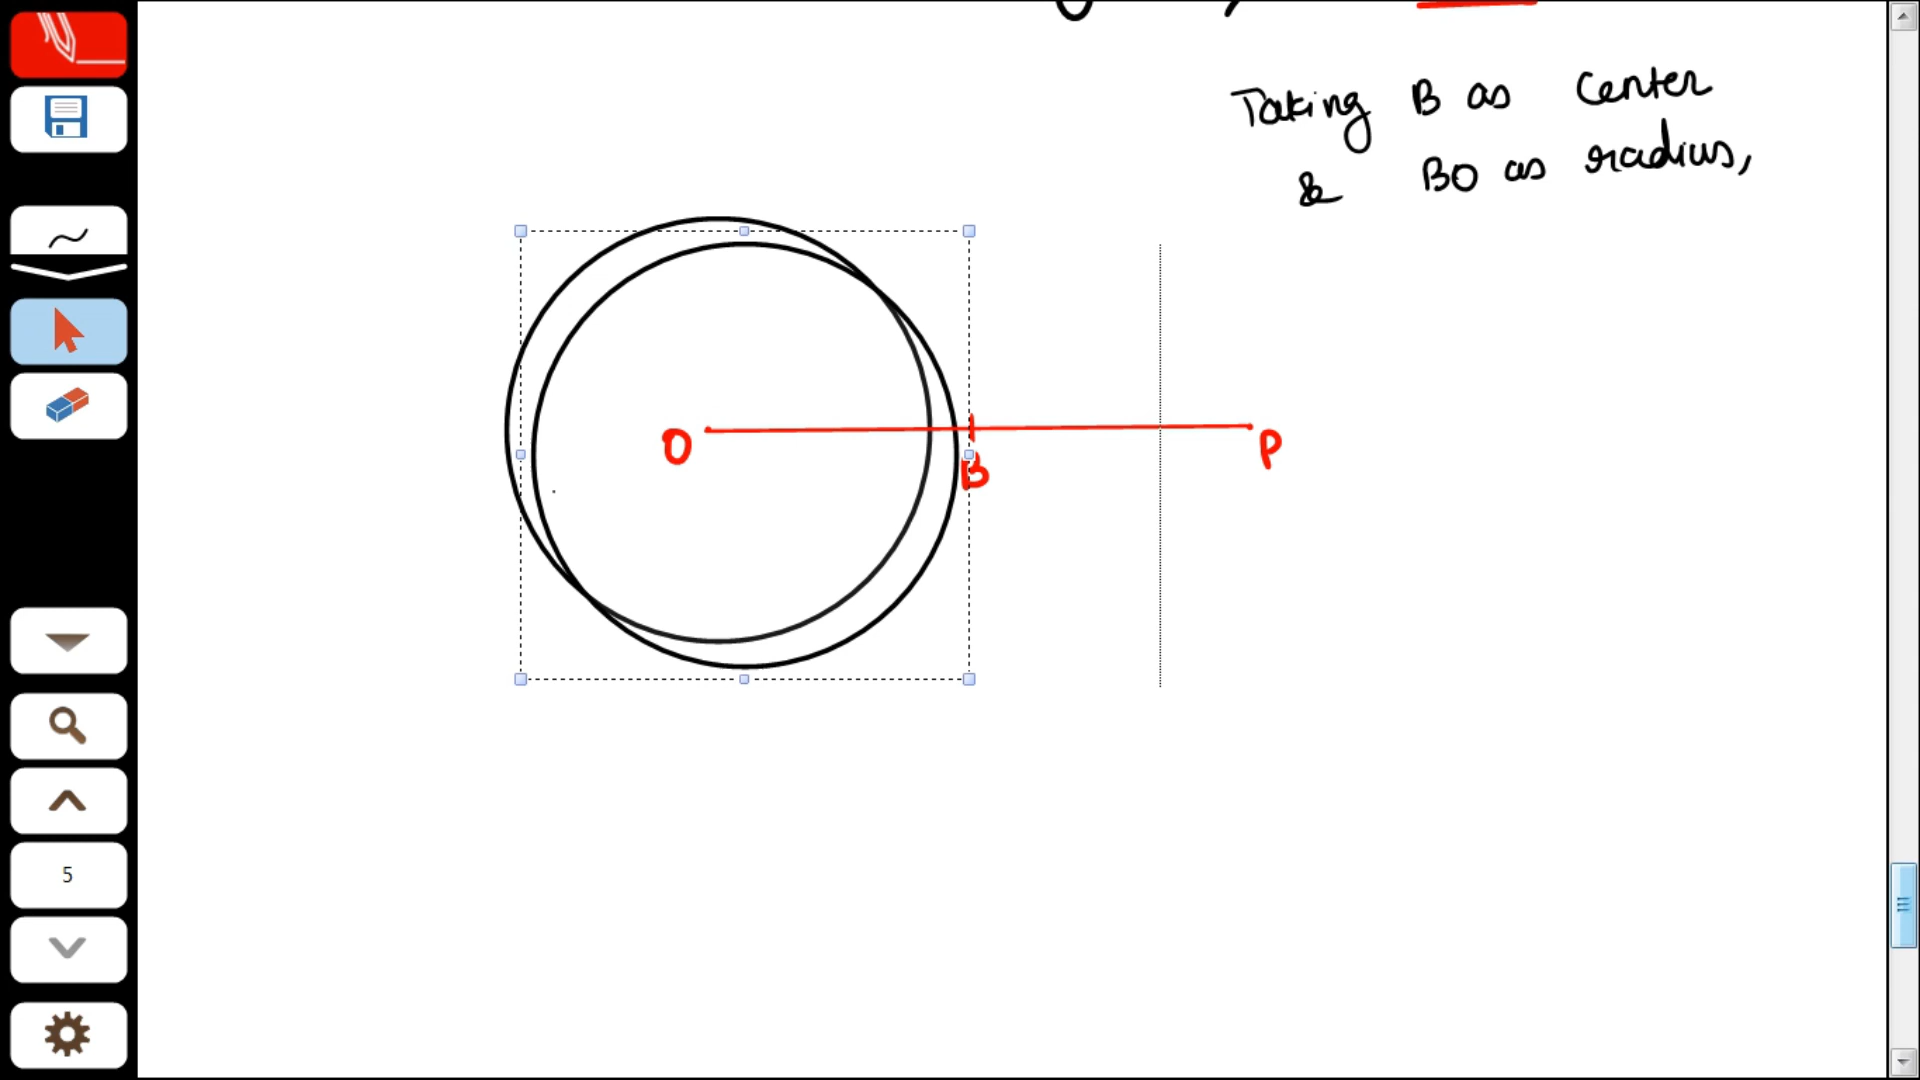 Taking B as Center
& BO as radius,
O
B
P
5